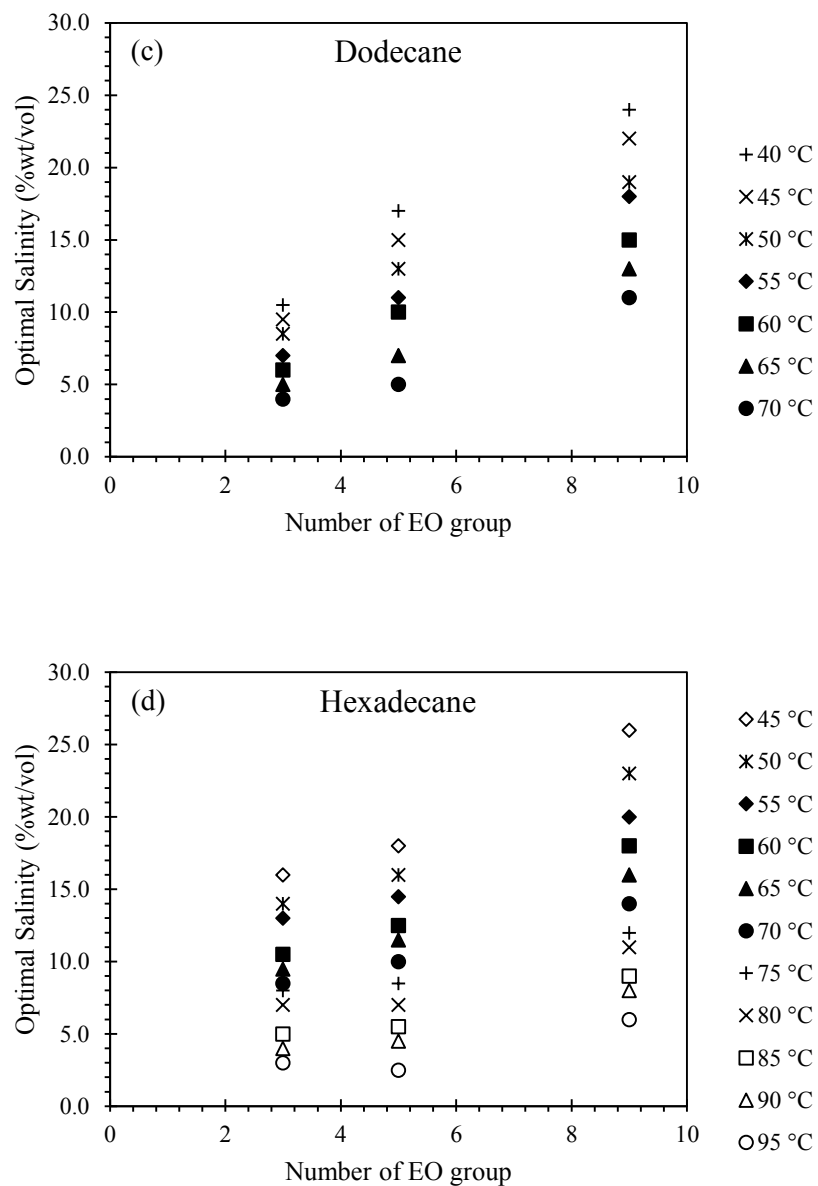 (c) Dodecane
30.0
25.0
20.0
15.0
10.0
5.0
0.0
0 2 4 6 8 10
Optimal Salinity (%wt/vol)
Number of EO group
40 °C
45 °C
50 °C
55 °C
60 °C
65 °C
70 °C
(d) Hexadecane
30.0
25.0
20.0
15.0
10.0
5.0
0.0
0 2 4 6 8 10
Optimal Salinity (%wt/vol)
Number of EO group
45 °C
50 °C
55 °C
60 °C
65 °C
70 °C
75 °C
80 °C
85 °C
90 °C
95 °C